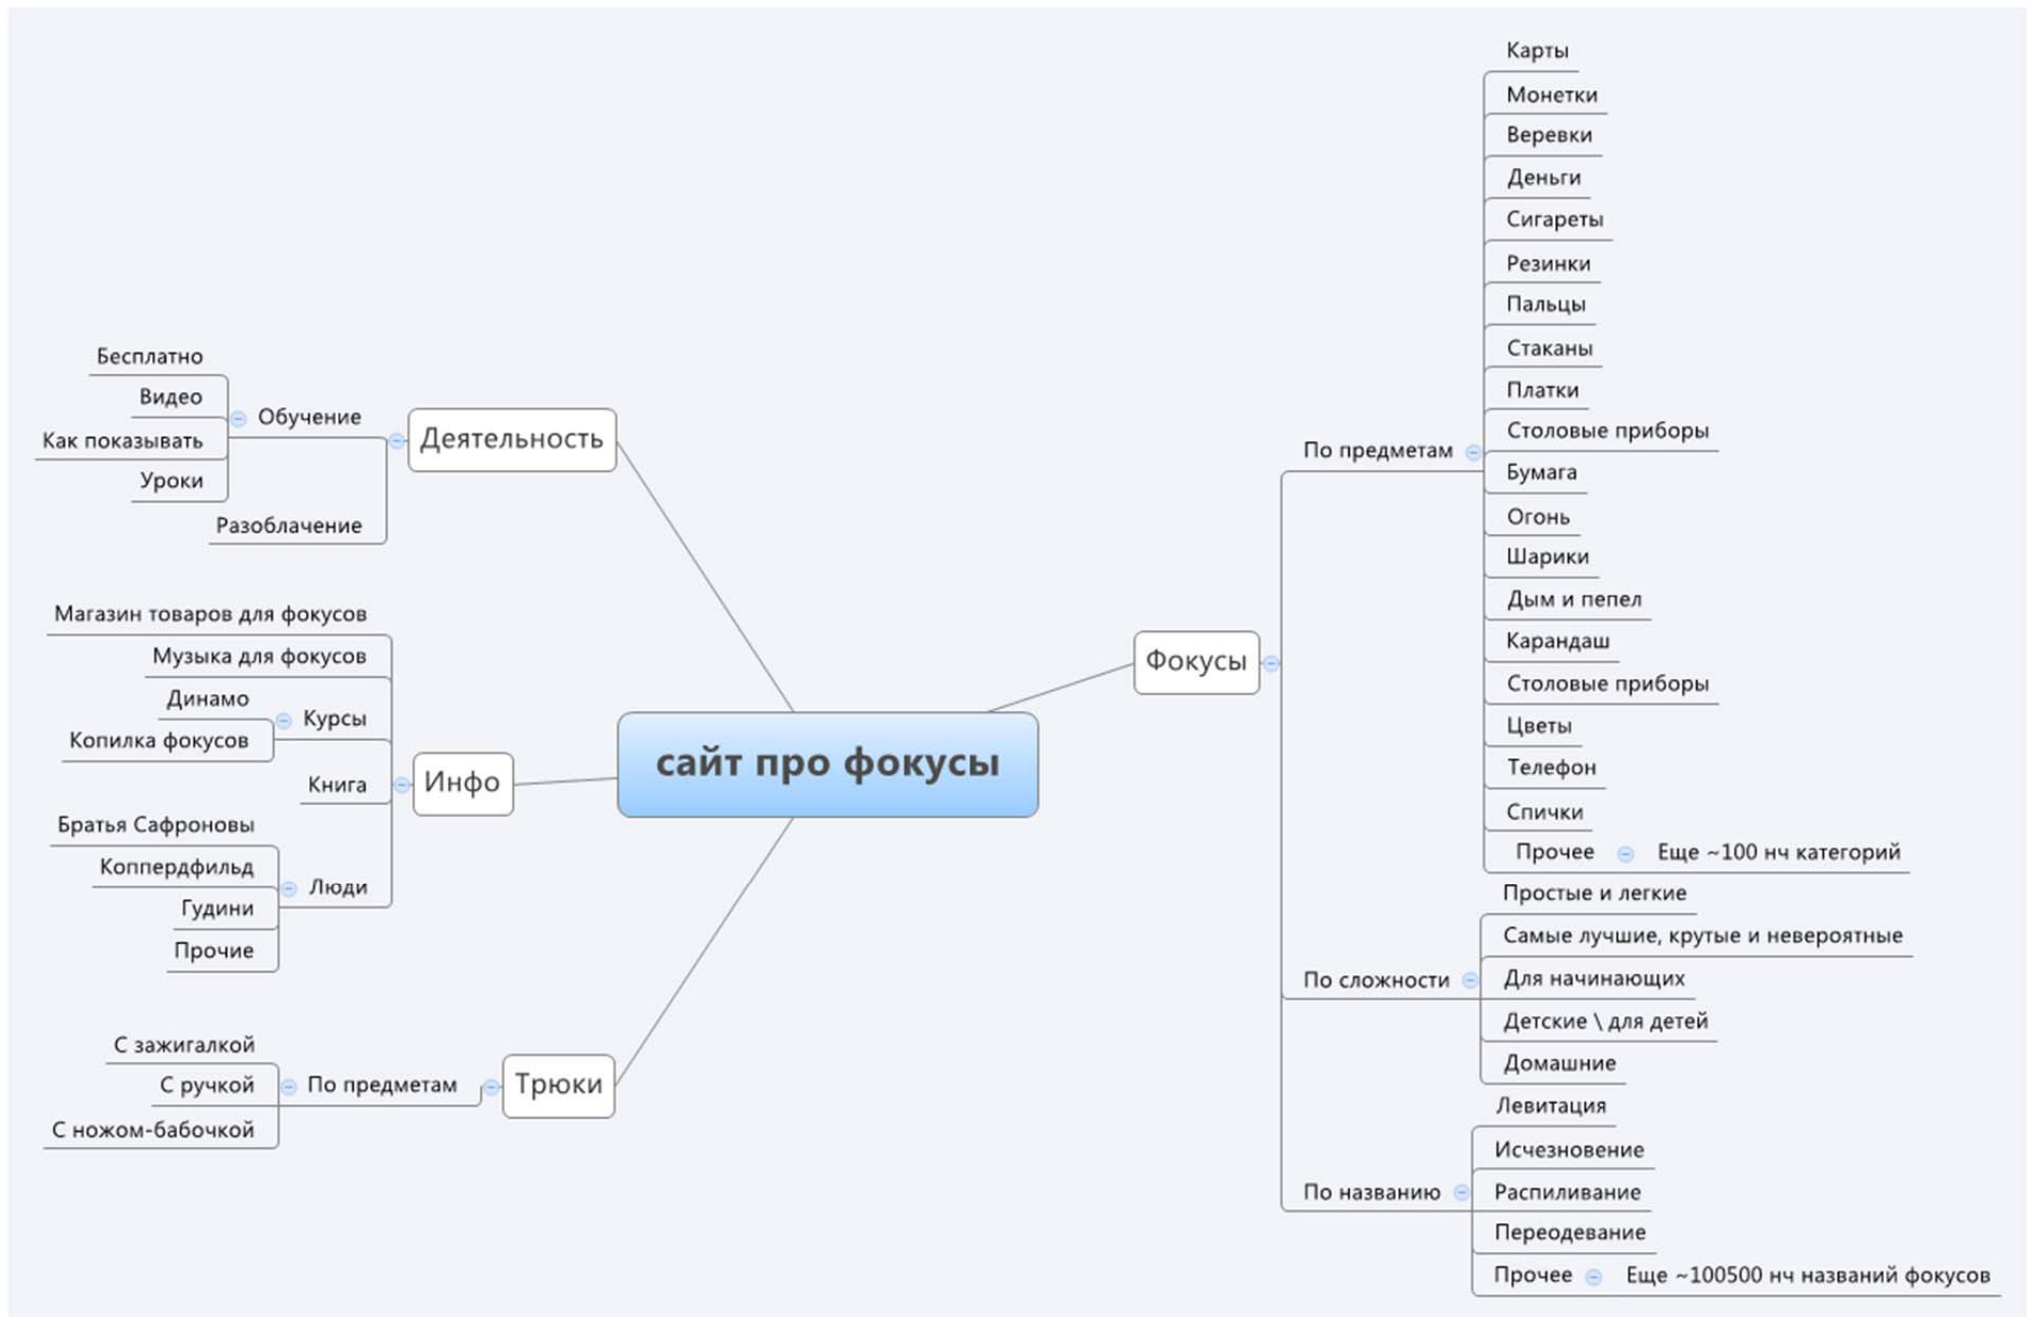 сайт про фокусы
Фокусы
По предметам
Карты
Монетки
Веревки
Деньги
Сигареты
Резинки
Пальцы
Стаканы
Платки
Столовые приборы
Бумага
Огонь
Шарики
Дым и пепел
Карандаш
Столовые приборы
Цветы
Телефон
Спички
Прочее
Еще ~100 нч категорий
По сложности
Простые и легкие
Самые лучшие, крутые и невероятные
Для начинающих
Детские \ для детей
Домашние
По названию
Левитация
Исчезновение
Распиливание
Переодевание
Прочее
Еще ~100500 нч названий фокусов
Деятельность
Обучение
Бесплатно
Видео
Как показывать
Уроки
Разоблачение
Инфо
Магазин товаров для фокусов
Музыка для фокусов
Курсы
Динамо
Копилка фокусов
Книга
Люди
Братья Сафроновы
Коппердфильд
Гудини
Прочие
Трюки
По предметам
С зажигалкой
С ручкой
С ножом-бабочкой